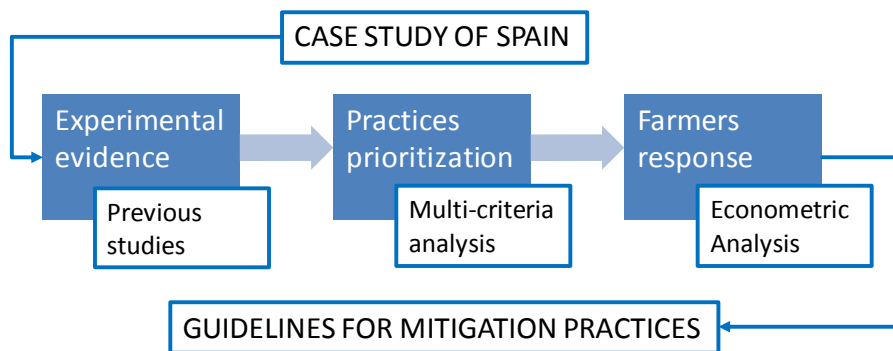 CASE STUDY OF SPAIN
Experimental
evidence
Previous
studies
Practices
prioritization
Multi-criteria
analysis
Farmers
response
Econometric
Analysis
GUIDELINES FOR MITIGATION PRACTICES